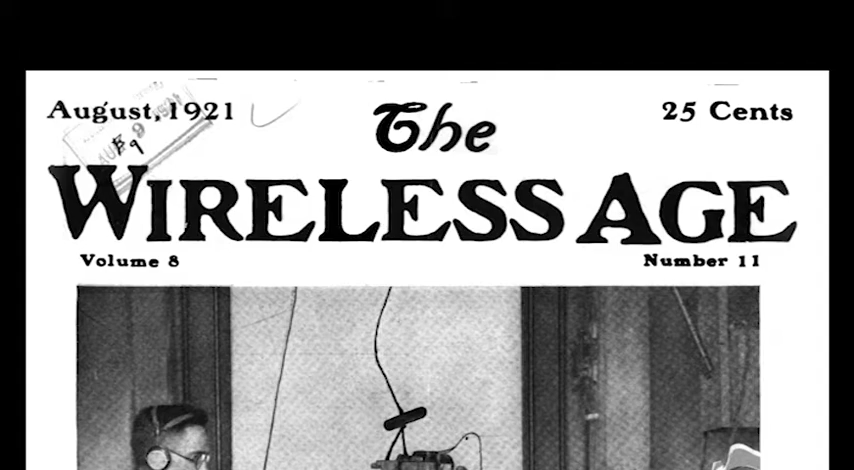 August, 1921
25 Cents
The
WIRELESS AGE
Volume 8
Number 11